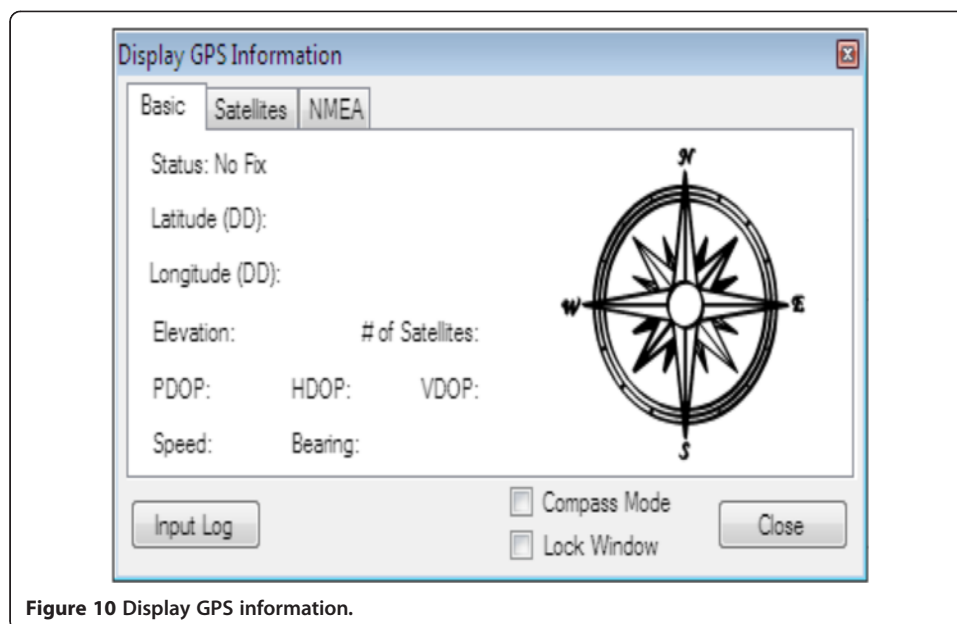 Display GPS Information
Basic Satellites NMEA
Status: No Fix
Latitude (DD):
Longitude (DD):
Elevation: # of Satellites:
PDOP: HDOP: VDOP:
Speed: Bearing:
N
W E
S
Input Log
Compass Mode
Lock Window
Close
Figure 10 Display GPS information.